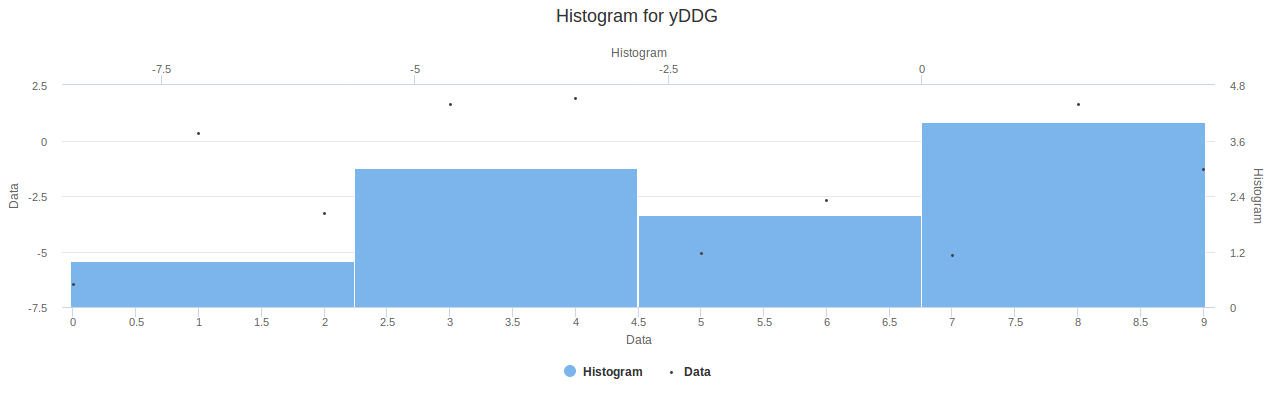 Histogram for yDDG
Histogram
-7.5 -5 -2.5 0
2.5 4.8
0 3.6
-2.5 2.4
-5 1.2
-7.5 0
Data
Histogram
0 0.5 1 1.5 2 2.5 3 3.5 4 4.5 5 5.5 6 6.5 7 7.5 8 8.5 9
Data
Histogram Data